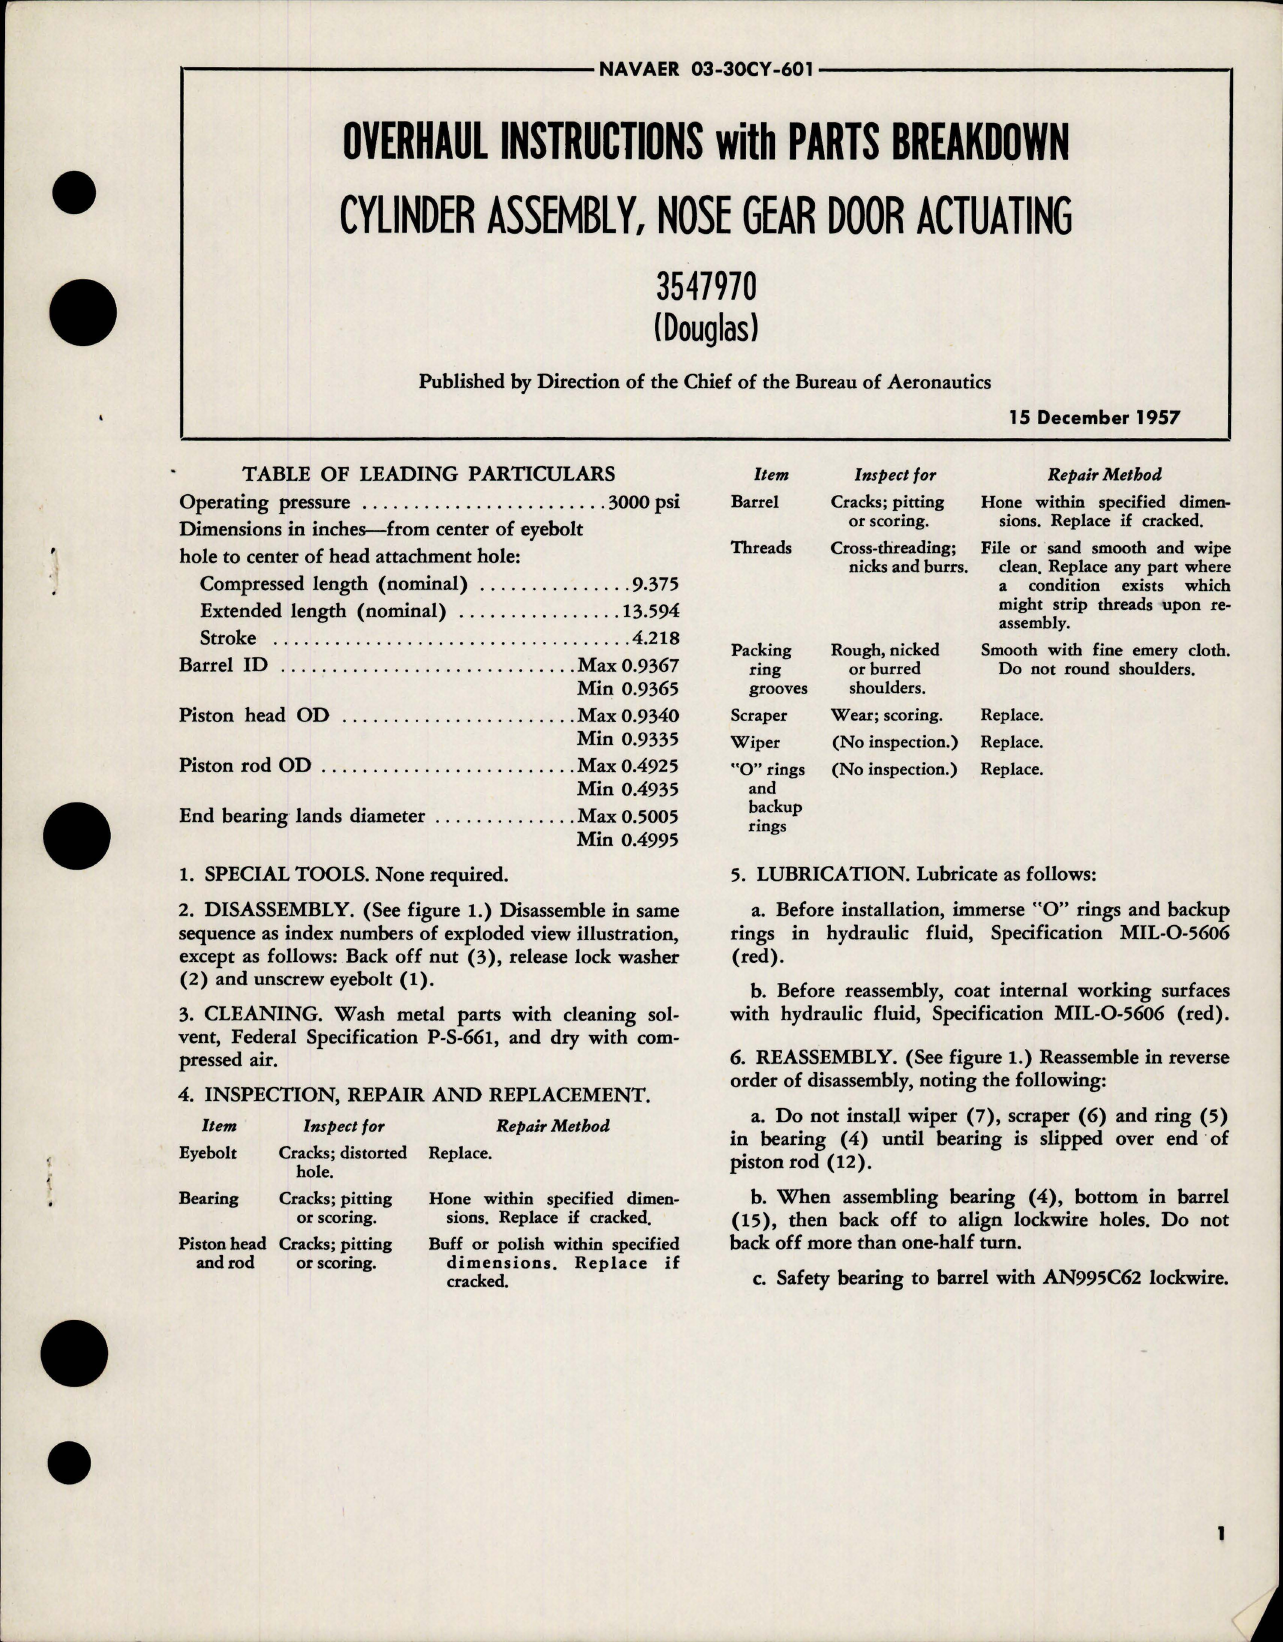 NAVAER 03-30CY-601
OVERHAUL INSTRUCTIONS with PARTS BREAKDOWN
CYLINDER ASSEMBLY, NOSE GEAR DOOR ACTUATING
3547970
(Douglas)
Published by Direction of the Chief of the Bureau of Aeronautics
15 December 1957
TABLE OF LEADING PARTICULARS
Operating pressure ........................3000 psi
Dimensions in inches—from center of eyebolt
hole to center of head attachment hole:
Compressed length (nominal) ...............9.375
Extended length (nominal) ................13.594
Stroke ...................................4.218
Barrel ID .............................Max 0.9367
Min 0.9365
Piston head OD .......................Max 0.9340
Min 0.9335
Piston rod OD .........................Max 0.4925
Min 0.4935
End bearing lands diameter ..............Max 0.5005
Min 0.4995
1. SPECIAL TOOLS. None required.
2. DISASSEMBLY. (See figure 1.) Disassemble in same
sequence as index numbers of exploded view illustration,
except as follows: Back off nut (3), release lock washer
(2) and unscrew eyebolt (1).
3. CLEANING. Wash metal parts with cleaning sol-
vent, Federal Specification P-S-661, and dry with com-
pressed air.
4. INSPECTION, REPAIR AND REPLACEMENT.
Item Inspect for Repair Method
Eyebolt Cracks; distorted Replace.
hole.
Bearing Cracks; pitting Hone within specified dimen-
or scoring. sions. Replace if cracked.
Piston head Cracks; pitting Buff or polish within specified
and rod or scoring. dimensions. Replace if
cracked.
Item Inspect for Repair Method
Barrel Cracks; pitting Hone within specified dimen-
or scoring. sions. Replace if cracked.
Threads Cross-threading; File or sand smooth and wipe
nicks and burrs. clean. Replace any part where
a condition exists which
might strip threads upon re-
assembly.
Packing Rough, nicked Smooth with fine emery cloth.
ring or burred Do not round shoulders.
grooves shoulders.
Scraper Wear; scoring. Replace.
Wiper (No inspection.) Replace.
"O" rings (No inspection.) Replace.
and
backup
rings
5. LUBRICATION. Lubricate as follows:
a. Before installation, immerse "O" rings and backup
rings in hydraulic fluid, Specification MIL-O-5606
(red).
b. Before reassembly, coat internal working surfaces
with hydraulic fluid, Specification MIL-O-5606 (red).
6. REASSEMBLY. (See figure 1.) Reassemble in reverse
order of disassembly, noting the following:
a. Do not install wiper (7), scraper (6) and ring (5)
in bearing (4) until bearing is slipped over end of
piston rod (12).
b. When assembling bearing (4), bottom in barrel
(15), then back off to align lockwire holes. Do not
back off more than one-half turn.
c. Safety bearing to barrel with AN995C62 lockwire.
1